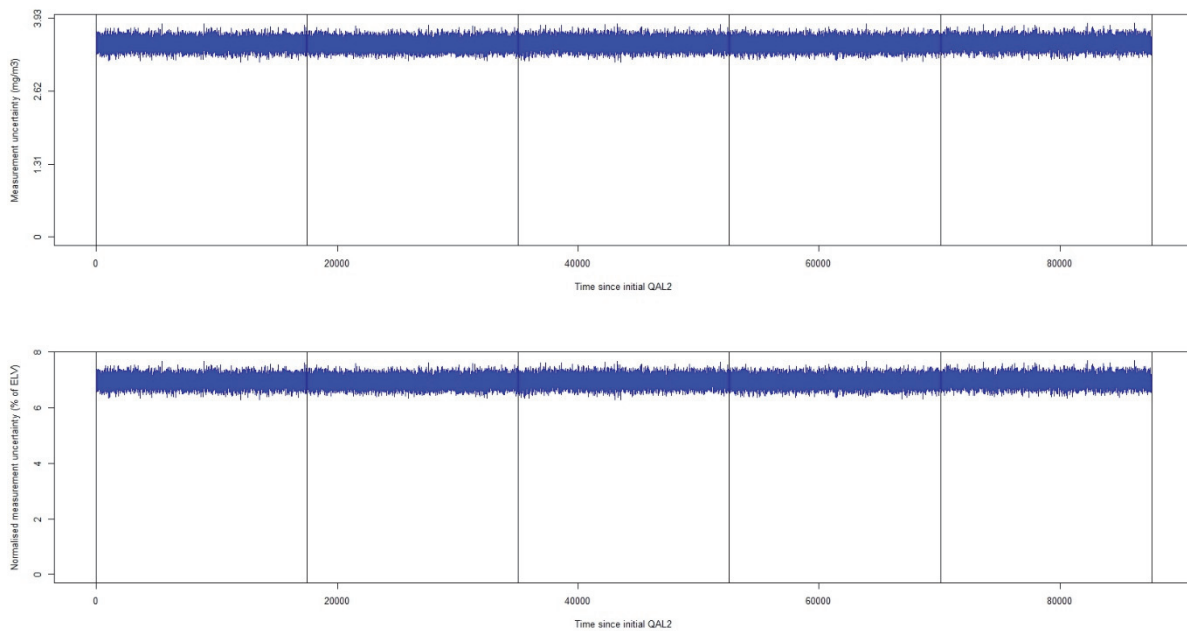 Measurement uncertainty (mg/m3)
3.93
2.62
1.31
0
0 20000 40000 60000 80000
Time since initial QAL2
Normalised measurement uncertainty (% of ELV)
8
6
4
2
0
0 20000 40000 60000 80000
Time since initial QAL2